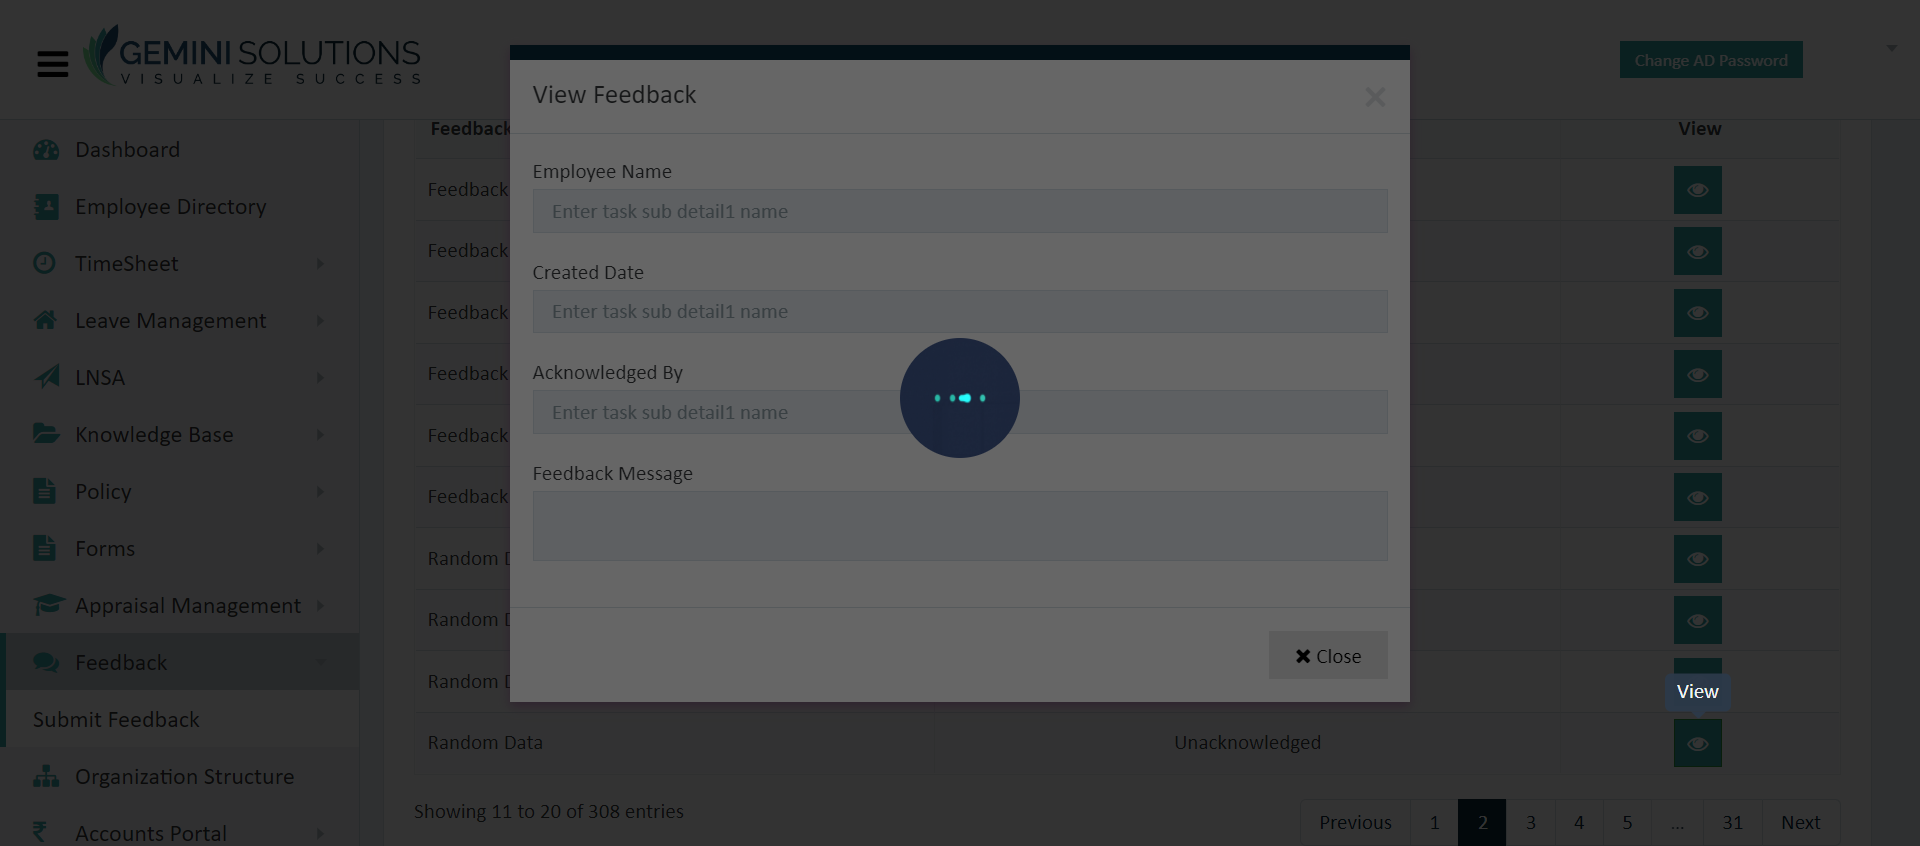 GEMINI SOLUTIONS
VISUALIZE SUCCESS
Change AD Password
Dashboard
Employee Directory
TimeSheet
Leave Management
LNSA
Knowledge Base
Policy
Forms
Appraisal Management
Feedback
Submit Feedback
Organization Structure
Accounts Portal
Feedback
View
Feedback
Feedback
Feedback
Feedback
Feedback
Feedback
Random D
Random D
Random D
View
Random Data
Unacknowledged
Showing 11 to 20 of 308 entries
Previous 1 2 3 4 5 ... 31 Next
View Feedback
Employee Name
Enter task sub detail1 name
Created Date
Enter task sub detail1 name
Acknowledged By
Enter task sub detail1 name
Feedback Message
Close